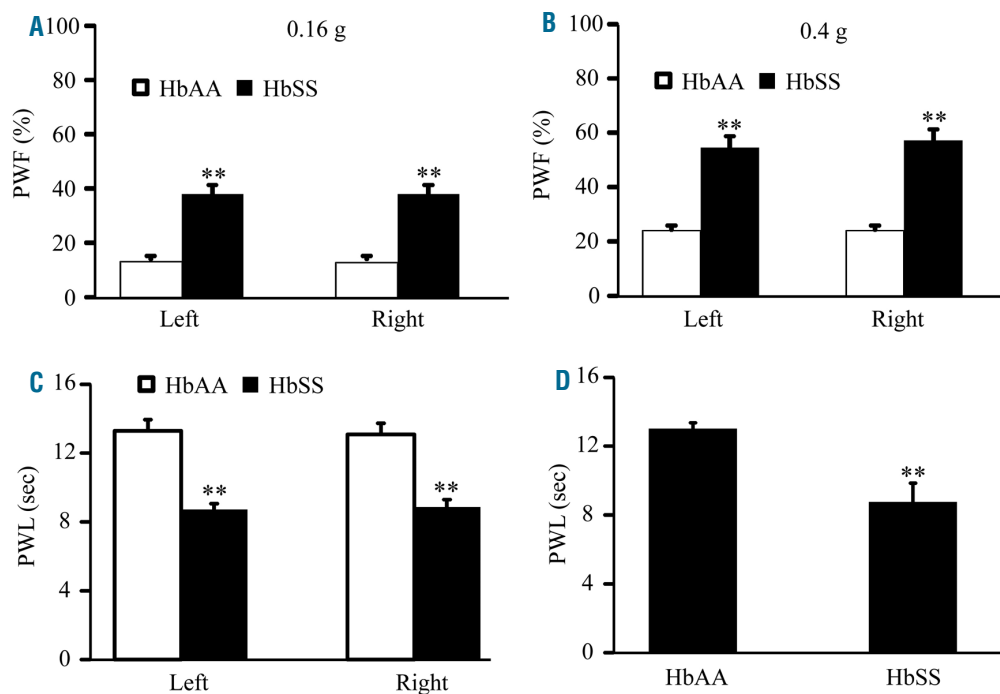 A
0.16 g
100
80
60
40
20
0
PWF (%)
HbAA HbSS
**
**
Left Right
B
0.4 g
100
80
60
40
20
0
PWF (%)
HbAA HbSS
**
**
Left Right
C
16
12
8
4
0
PWL (sec)
HbAA HbSS
**
**
Left Right
D
16
12
8
4
0
PWL (sec)
**
HbAA HbSS